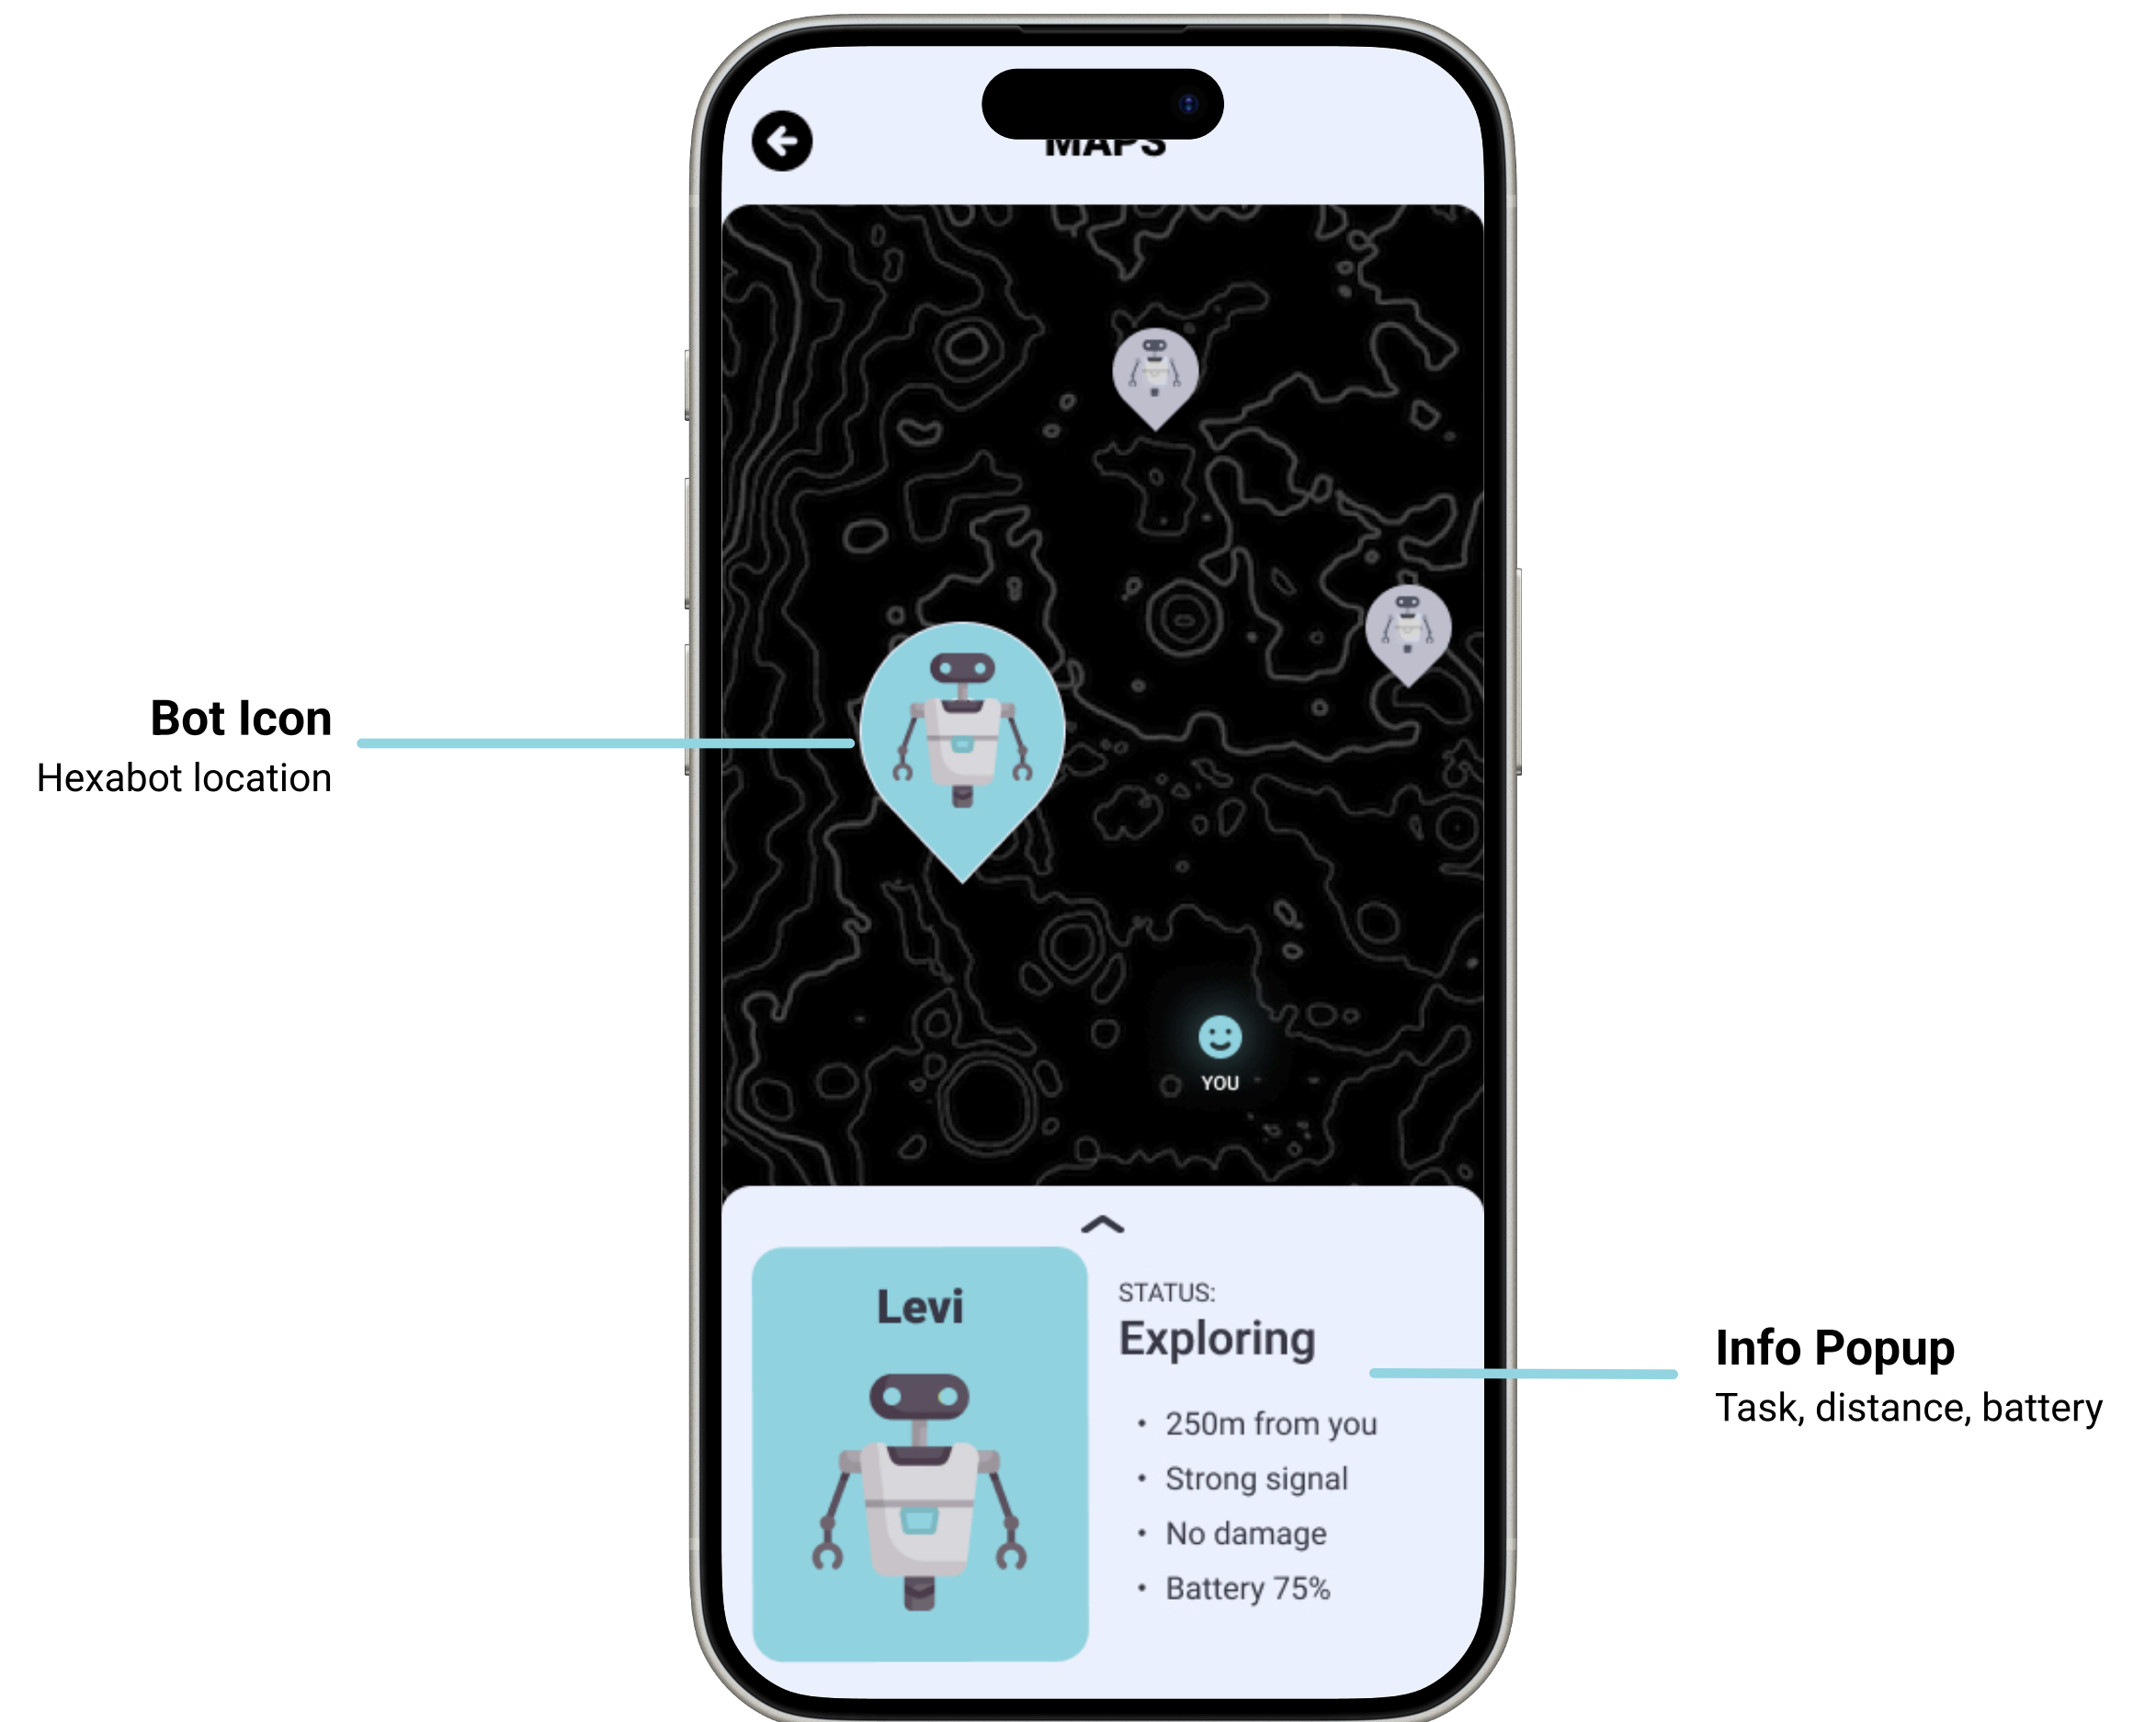 MAPS
Bot Icon
Hexabot location
YOU
Levi
STATUS:
Exploring
• 250m from you
• Strong signal
• No damage
• Battery 75%
Info Popup
Task, distance, battery